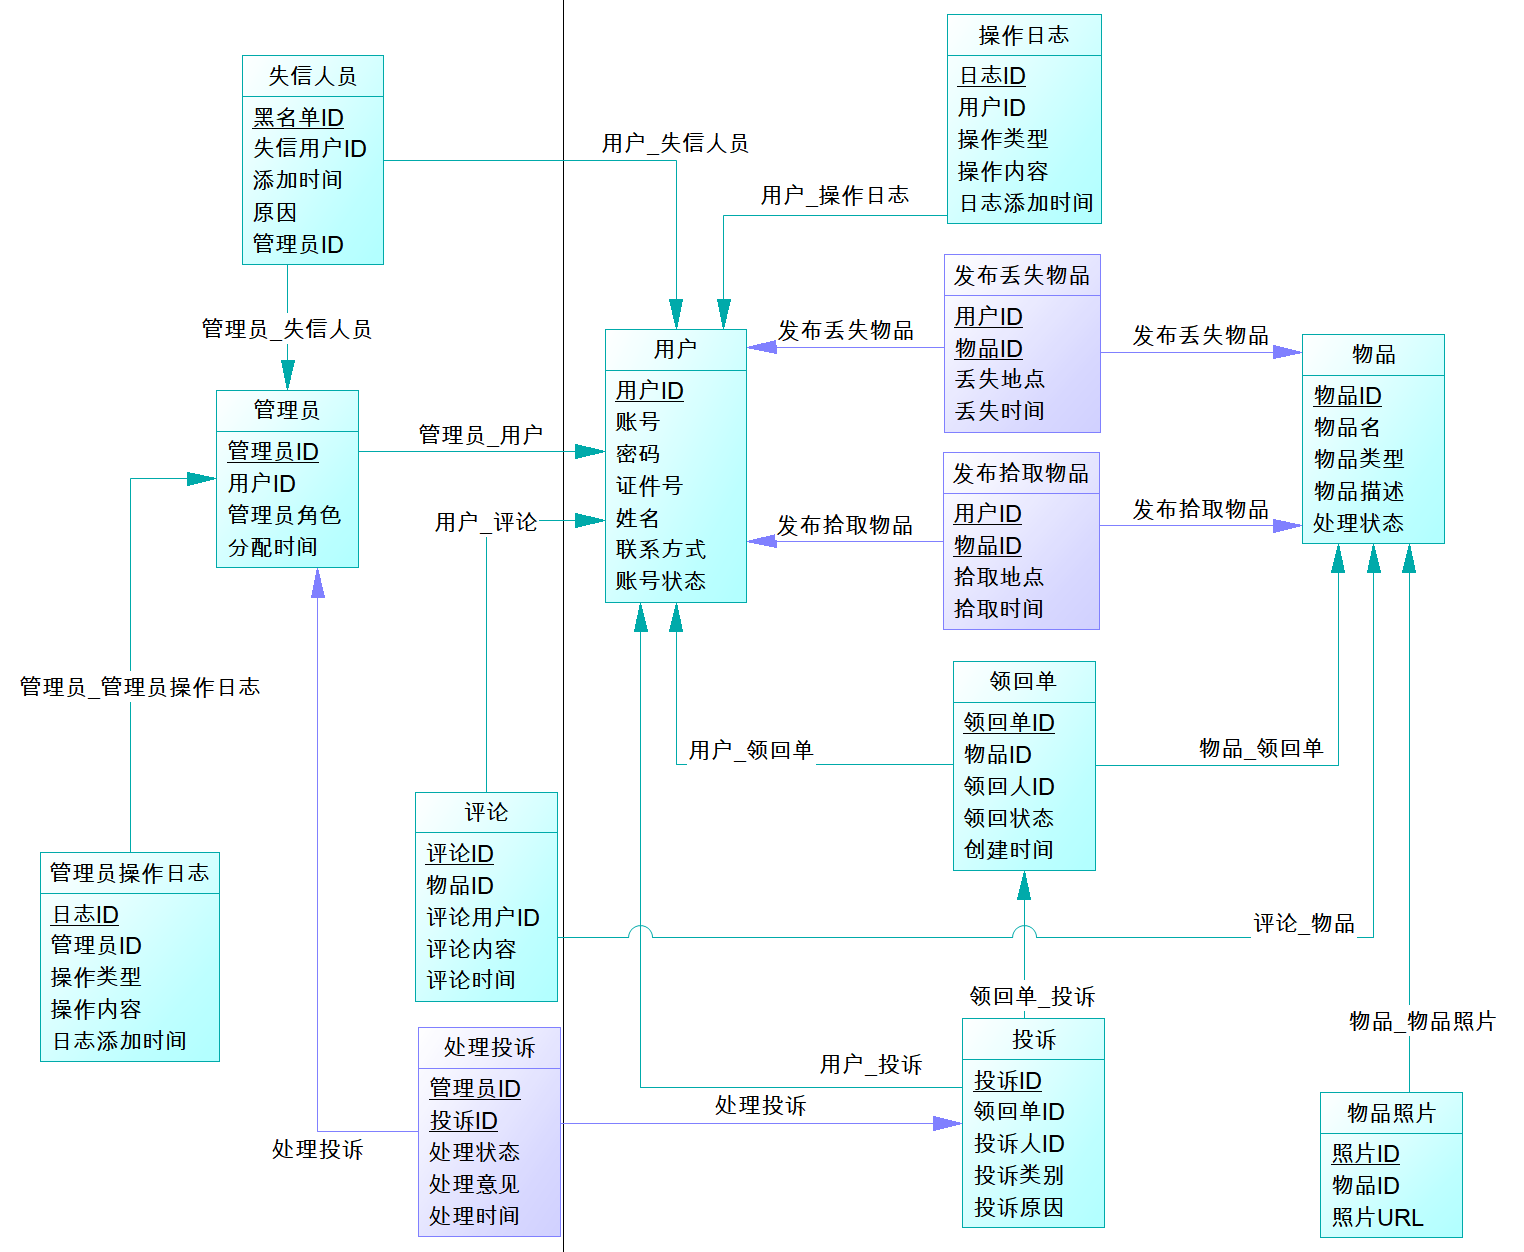 失信人员
黑名单ID
失信用户ID
添加时间
原因
管理员ID
操作日志
日志ID
用户ID
操作类型
操作内容
日志添加时间
用户_失信人员
用户_操作日志
管理员_失信人员
发布丢失物品
用户ID
物品ID
丢失地点
丢失时间
发布丢失物品
发布丢失物品
用户
用户ID
账号
密码
证件号
姓名
联系方式
账号状态
物品
物品ID
物品名
物品类型
物品描述
处理状态
管理员
管理员ID
用户ID
管理员角色
分配时间
管理员_用户
用户_评论
发布拾取物品
用户ID
物品ID
拾取地点
拾取时间
发布拾取物品
发布拾取物品
管理员_管理员操作日志
领回单
领回单ID
物品ID
领回人ID
领回状态
创建时间
用户_领回单
物品_领回单
评论
评论ID
物品ID
评论用户ID
评论内容
评论时间
管理员操作日志
日志ID
管理员ID
操作类型
操作内容
日志添加时间
评论_物品
领回单_投诉
物品_物品照片
处理投诉
管理员ID
投诉ID
处理状态
处理意见
处理时间
用户_投诉
处理投诉
处理投诉
投诉
投诉ID
领回单ID
投诉人ID
投诉类别
投诉原因
物品照片
照片ID
物品ID
照片URL